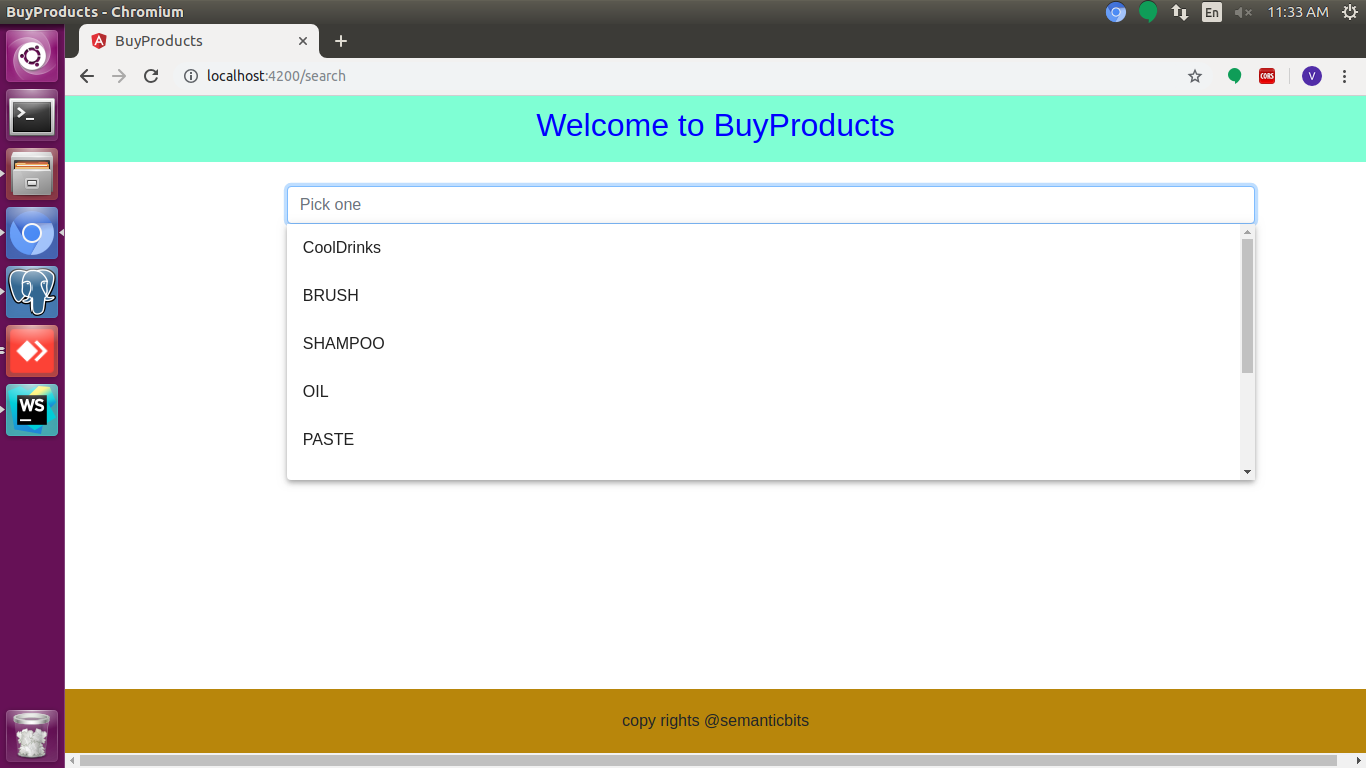 BuyProducts - Chromium
En
11:33 AM
BuyProducts
localhost:4200/search
CORS
V
Welcome to BuyProducts
Pick one
CoolDrinks
BRUSH
SHAMPOO
OIL
PASTE
WS
copy rights @semanticbits